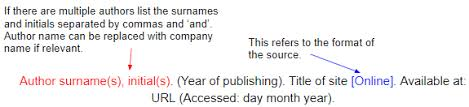 If there are multiple authors list the surnames
and initials separated by commas and ‘and’.
Author name can be replaced with company
name if relevant.
This refers to the format of
the source.
Author surname(s), initial(s). (Year of publishing). Title of site [Online]. Available at:
URL (Accessed: day month year).